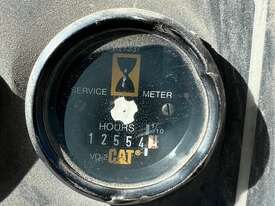 SERVICE METER
HOURS 1/10
12554
CAT